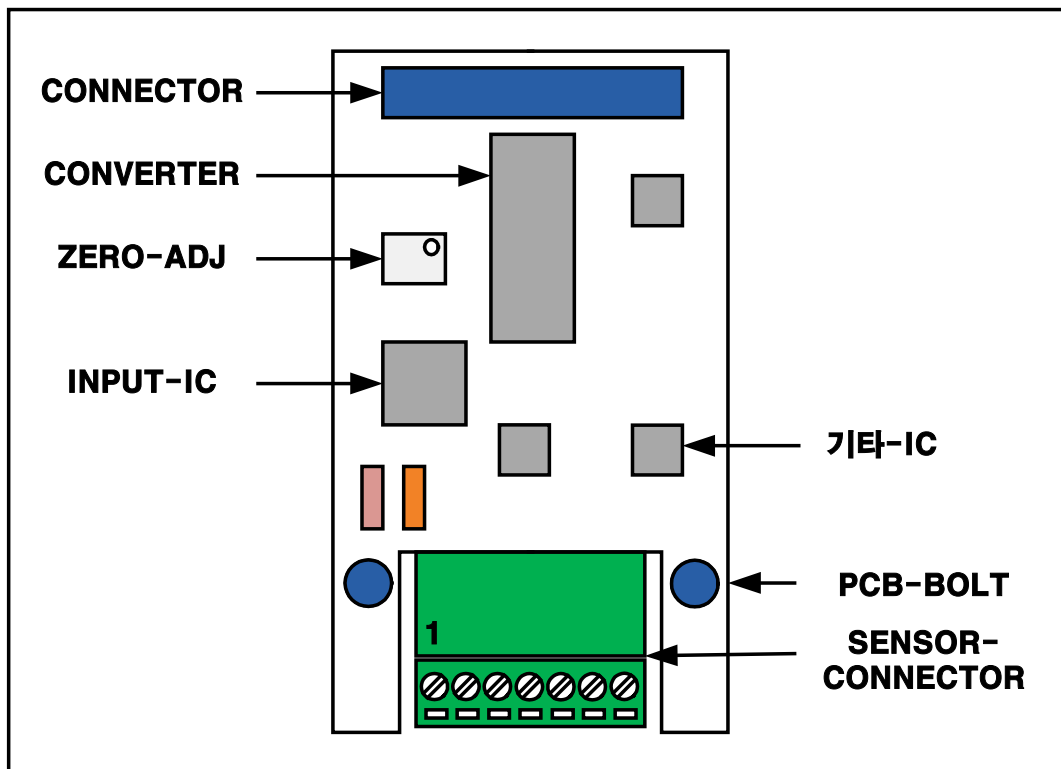 CONNECTOR
CONVERTER
ZERO-ADJ
INPUT-IC
기타-IC
PCB-BOLT
1
SENSOR-
CONNECTOR